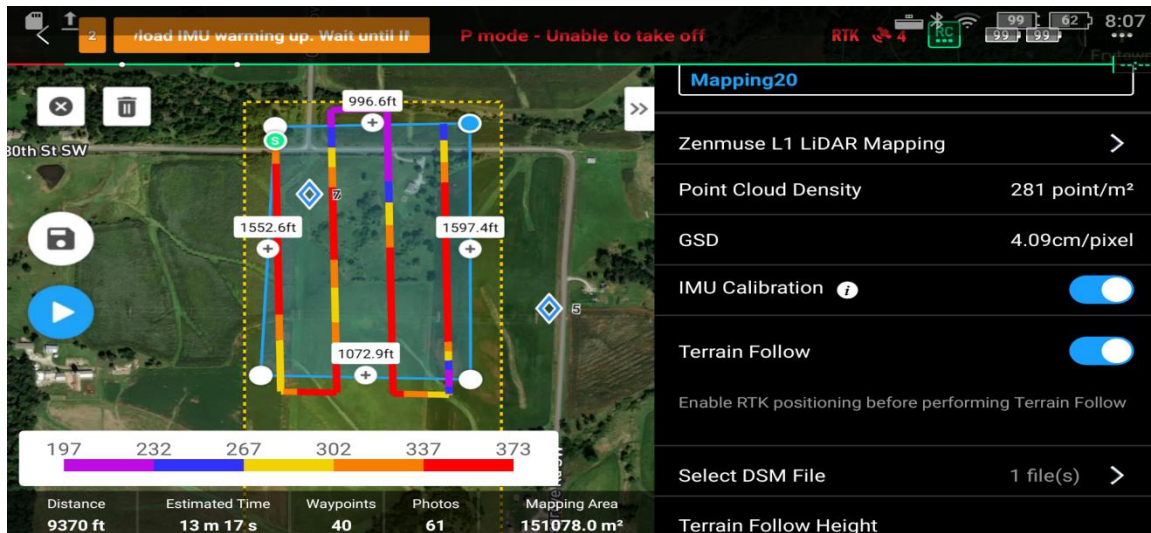 2
load IMU warming up. Wait until
P mode - Unable to take off
RTK
4
RC
99
62
99
99
8:07
Mapping20
Zenmuse L1 LiDAR Mapping
Point Cloud Density
281 point/m²
GSD
4.09cm/pixel
IMU Calibration
Terrain Follow
Enable RTK positioning before performing Terrain Follow
Select DSM File
1 file(s)
Terrain Follow Height
996.6ft
S
30th St SW
7
1552.6ft
1597.4ft
5
1072.9ft
197 232 267 302 337 373
Distance
9370 ft
Estimated Time
13 m 17 s
Waypoints
40
Photos
61
Mapping Area
151078.0 m²